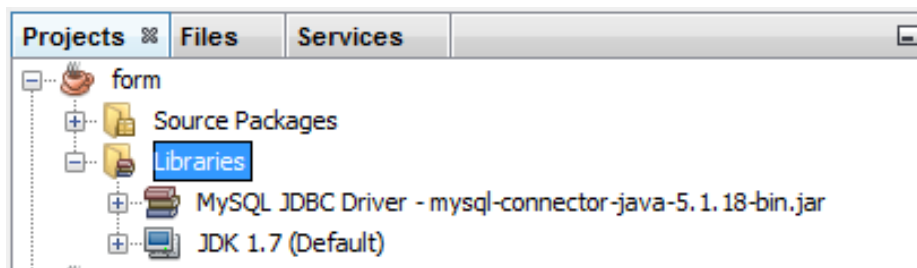 Projects Files Services
form
Source Packages
Libraries
MySQL JDBC Driver - mysql-connector-java-5.1.18-bin.jar
JDK 1.7 (Default)